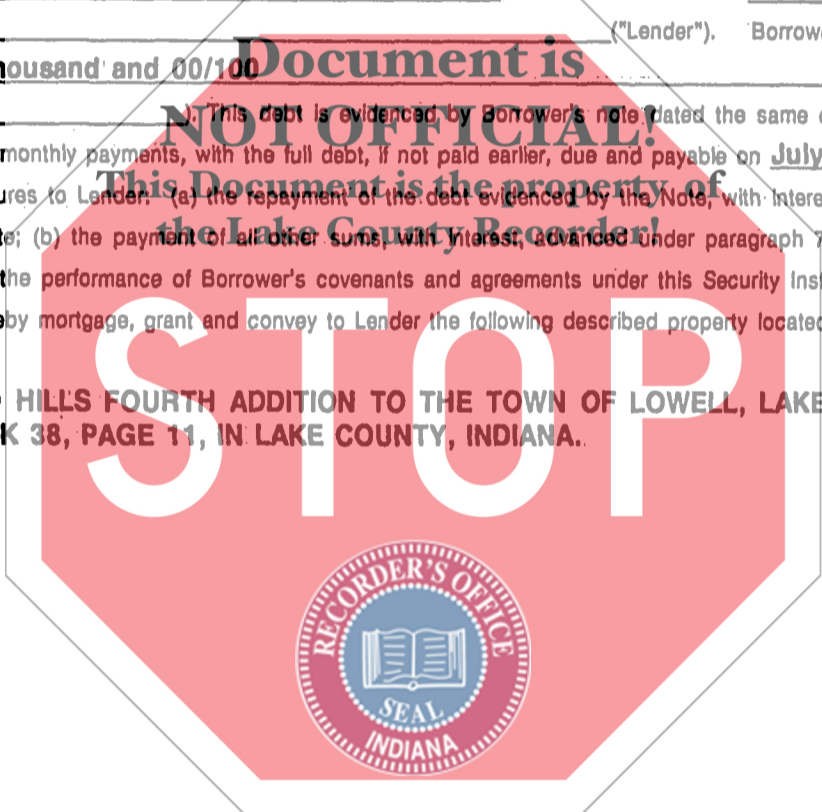 ("Lender"). Borrow
ousand and 00/100
Document is
). This debt is evidenced by Borrower's note dated the same
NOT OFFICIAL!
monthly payments, with the full debt, if not paid earlier, due and payable on July
This Document is the property of
ures to Lender: (a) the repayment of the debt evidenced by the Note, with intere
the Lake County Recorder!
e; (b) the payment of all other sums, with interest, advanced under paragraph 7
the performance of Borrower's covenants and agreements under this Security Inst
by mortgage, grant and convey to Lender the following described property located
STOP
HILLS FOURTH ADDITION TO THE TOWN OF LOWELL, LAKE
K 38, PAGE 11, IN LAKE COUNTY, INDIANA.
RECORDER'S OFFICE
SEAL
INDIANA